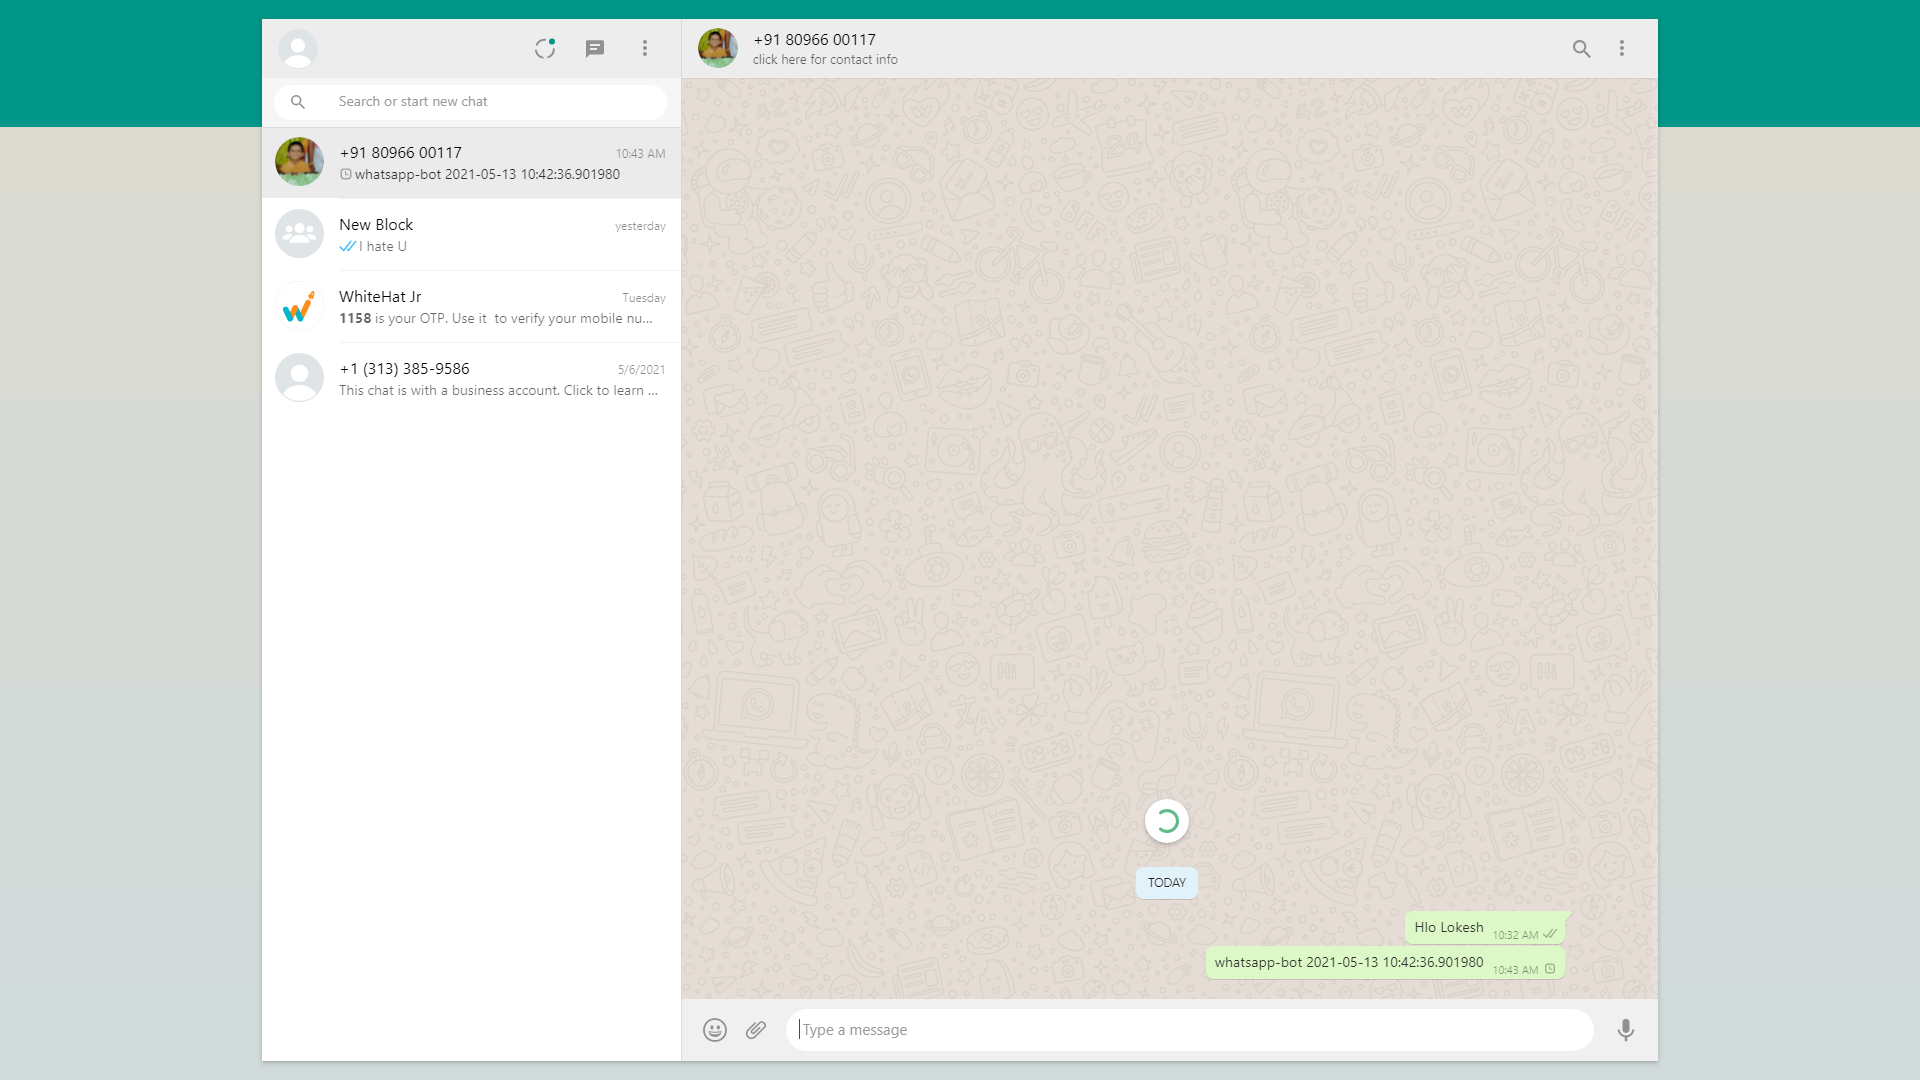 Search or start new chat
+91 80966 00117
10:43 AM
whatsapp-bot 2021-05-13 10:42:36.901980
New Block
yesterday
I hate U
WhiteHat Jr
Tuesday
1158 is your OTP. Use it  to verify your mobile nu...
+1 (313) 385-9586
5/6/2021
This chat is with a business account. Click to learn ...
+91 80966 00117
click here for contact info
TODAY
Hlo Lokesh 10:32 AM
whatsapp-bot 2021-05-13 10:42:36.901980 10:43 AM
Type a message